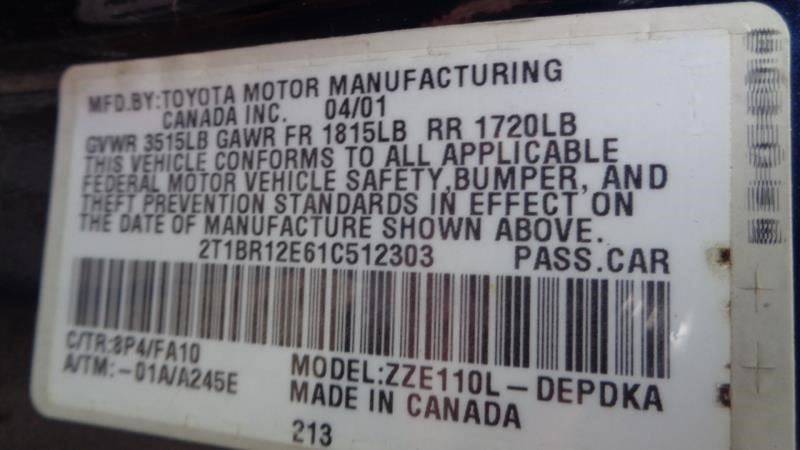 MFD.BY:TOYOTA MOTOR MANUFACTURING
CANADA INC. 04/01
GVWR 3515LB GAWR FR 1815LB RR 1720LB
THIS VEHICLE CONFORMS TO ALL APPLICABLE
FEDERAL MOTOR VEHICLE SAFETY,BUMPER, AND
THEFT PREVENTION STANDARDS IN EFFECT ON
THE DATE OF MANUFACTURE SHOWN ABOVE.
2T1BR12E61C512303 PASS.CAR
C/TR:8P4/FA10
A/TM:-01A/A245E
MODEL:ZZE110L-DEPDKA
MADE IN CANADA
213